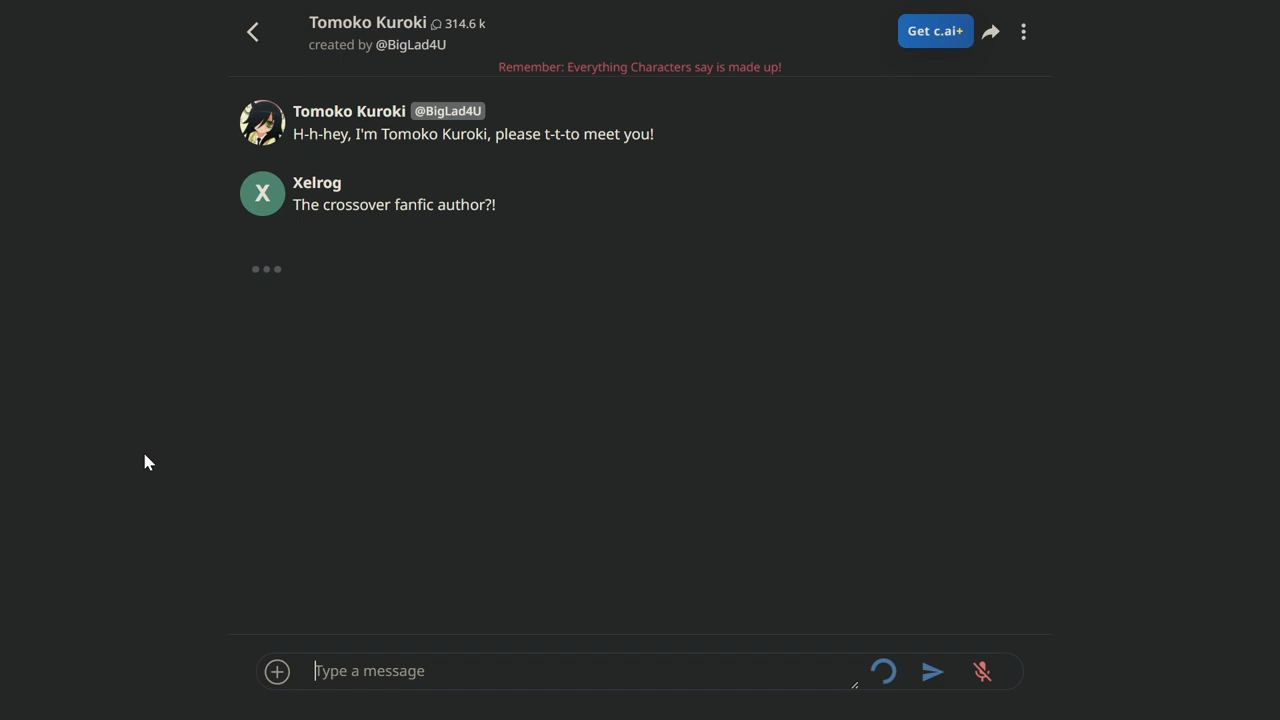 Tomoko Kuroki 314.6 k
Get c.ai+
created by @BigLad4U
Remember: Everything Characters say is made up!
Tomoko Kuroki @BigLad4U
H-h-hey, I'm Tomoko Kuroki, please t-t-to meet you!
X
Xelrog
The crossover fanfic author?!
Type a message